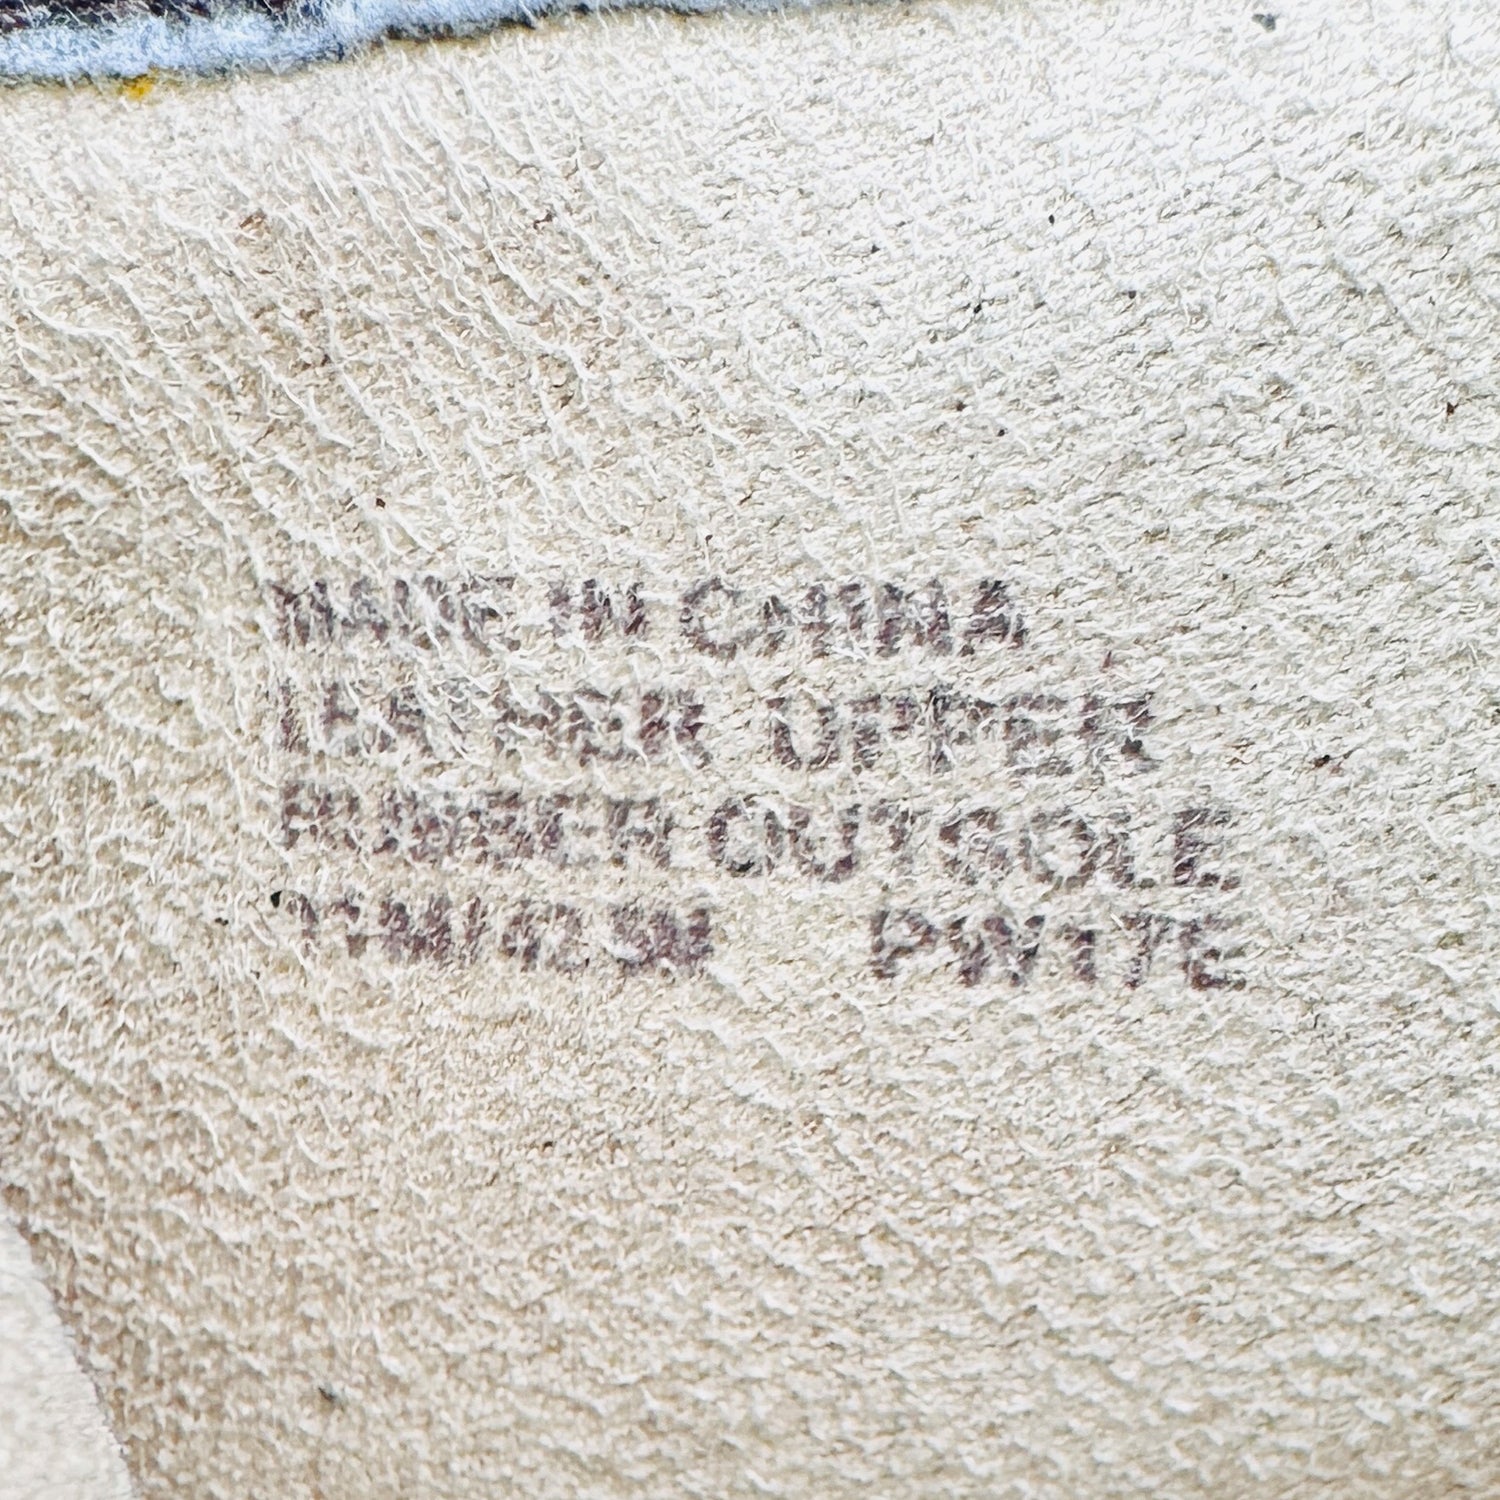 MADE IN CHINA
LEATHER UPPER
RUBBER OUTSOLE
PW17E